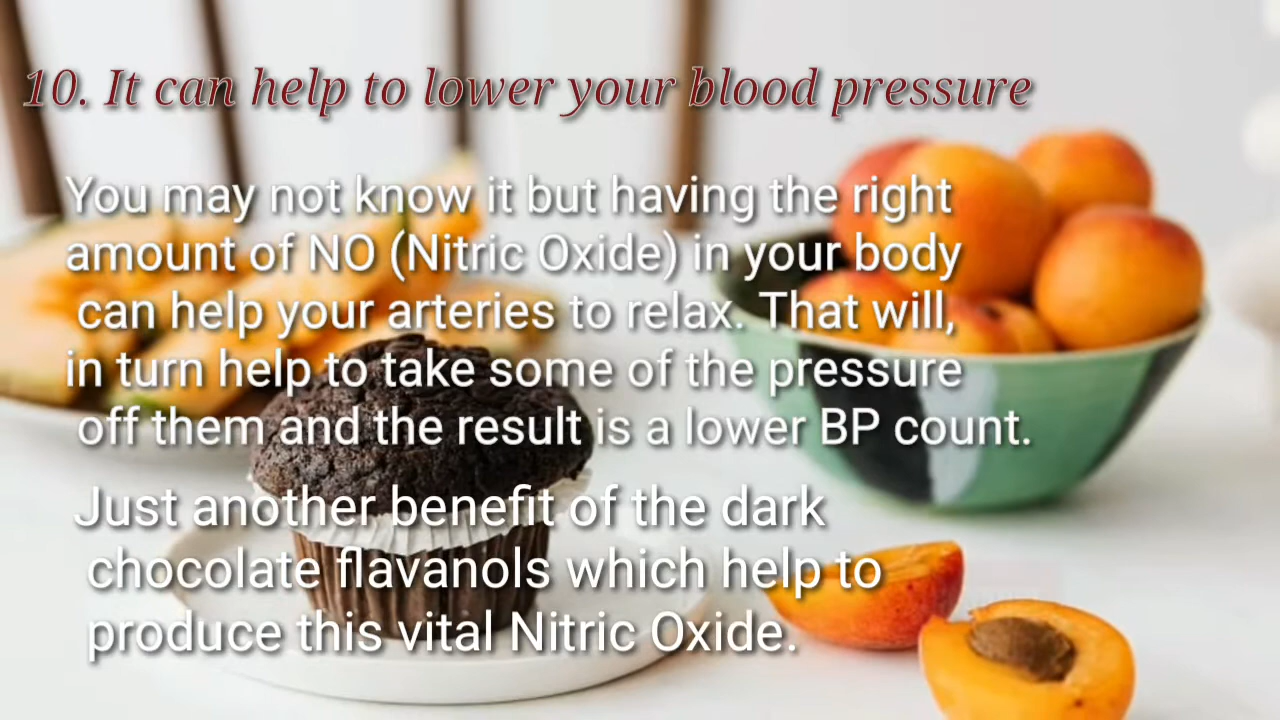 10. It can help to lower your blood pressure
You may not know it but having the right
amount of NO (Nitric Oxide) in your body
can help your arteries to relax. That will,
in turn help to take some of the pressure
off them and the result is a lower BP count.
Just another benefit of the dark
chocolate flavanols which help to
produce this vital Nitric Oxide.